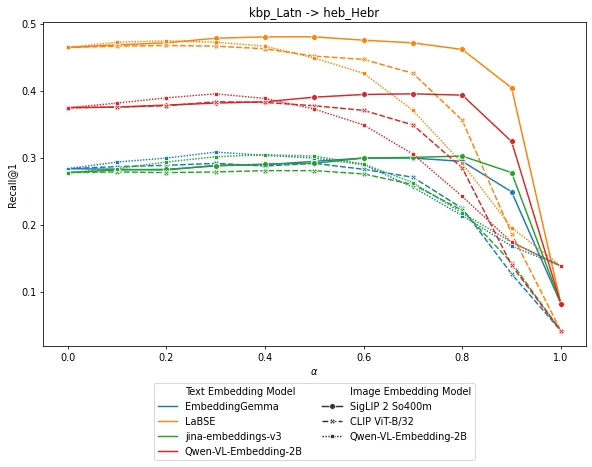 kbp_Latn -> heb_Hebr
Recall@1
0.5
0.4
0.3
0.2
0.1
0.0 0.2 0.4 0.6 0.8 1.0
α
Text Embedding Model Image Embedding Model
EmbeddingGemma SigLIP 2 So400m
LaBSE CLIP ViT-B/32
jina-embeddings-v3 Qwen-VL-Embedding-2B
Qwen-VL-Embedding-2B